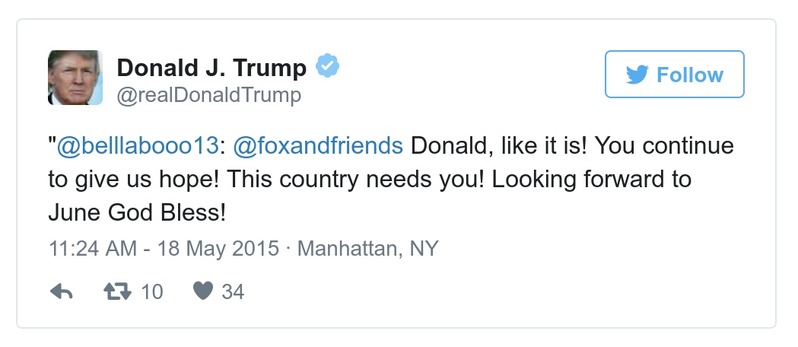 Donald J. Trump
@realDonaldTrump
Follow
"@belllabooo13: @foxandfriends Donald, like it is! You continue
to give us hope! This country needs you! Looking forward to
June God Bless!
11:24 AM - 18 May 2015 · Manhattan, NY
10 34